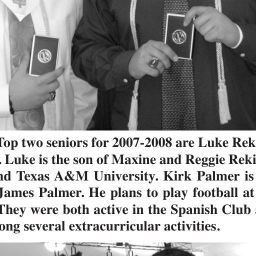 Top two seniors for 2007-2008 are Luke Rek
. Luke is the son of Maxine and Reggie Reki
nd Texas A&M University. Kirk Palmer is
James Palmer. He plans to play football at
They were both active in the Spanish Club
ong several extracurricular activities.